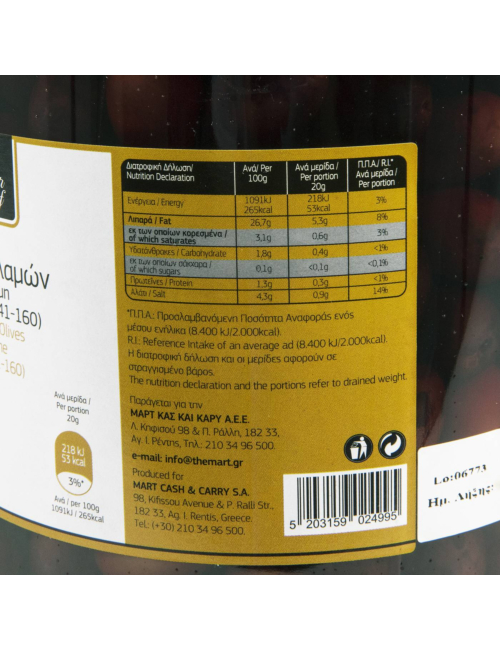 λαμών
41-160)
Olives
-160)
Ανά μερίδα /
Per portion
20g
218 kJ
53 kcal
3%*
Ανά / per 100g
1091kJ / 265kcal
Διατροφική Δήλωση/ Ανά/ Per Ανά μερίδα / Π.Π.Α./ R.I.*
Nutrition Declaration 100g Per portion Ανά μερίδα /
20g Per portion
Ενέργεια / Energy 1091kJ 218kJ 3%
265kcal 53kcal
Λιπαρά / Fat 26,7g 5,3g 8%
εκ των οποίων κορεσμένα /
of which saturates 3,1g 0,6g 3%
Υδατάνθρακες / Carbohydrate 1,8g 0,4g <1%
εκ των οποίων σάκχαρα /
of which sugars 0,1g <0,1g <0,1%
Πρωτεΐνες / Protein 1,3g 0,3g <1%
Αλάτι / Salt 4,3g 0,9g 14%
*Π.Π.Α.: Προσλαμβανόμενη Ποσότητα Αναφοράς ενός
μέσου ενήλικα (8.400 kJ/2.000kcal).
R.I.: Reference Intake of an average ad (8.400 kJ/2.000kcal).
Η διατροφική δήλωση και οι μερίδες αφορούν σε
στραγγισμένο βάρος.
The nutrition declaration and the portions refer to drained weight.
Παράγεται για την
ΜΑΡΤ ΚΑΣ ΚΑΙ ΚΑΡΥ Α.Ε.Ε.
Λ. Κηφισού 98 & Π. Ράλλη, 182 33,
Αγ. Ι. Ρέντης, Τηλ.: 210 34 96 500.
e-mail: info@themart.gr
Produced for
MART CASH & CARRY S.A.
98, Kifissou Avenue & P. Ralli Str.,
182 33, Ag. I. Rentis, Greece.
Tel.: (+30) 210 34 96 500.
5 203159 024995
Lo:06773
Ημ. Λήξης: